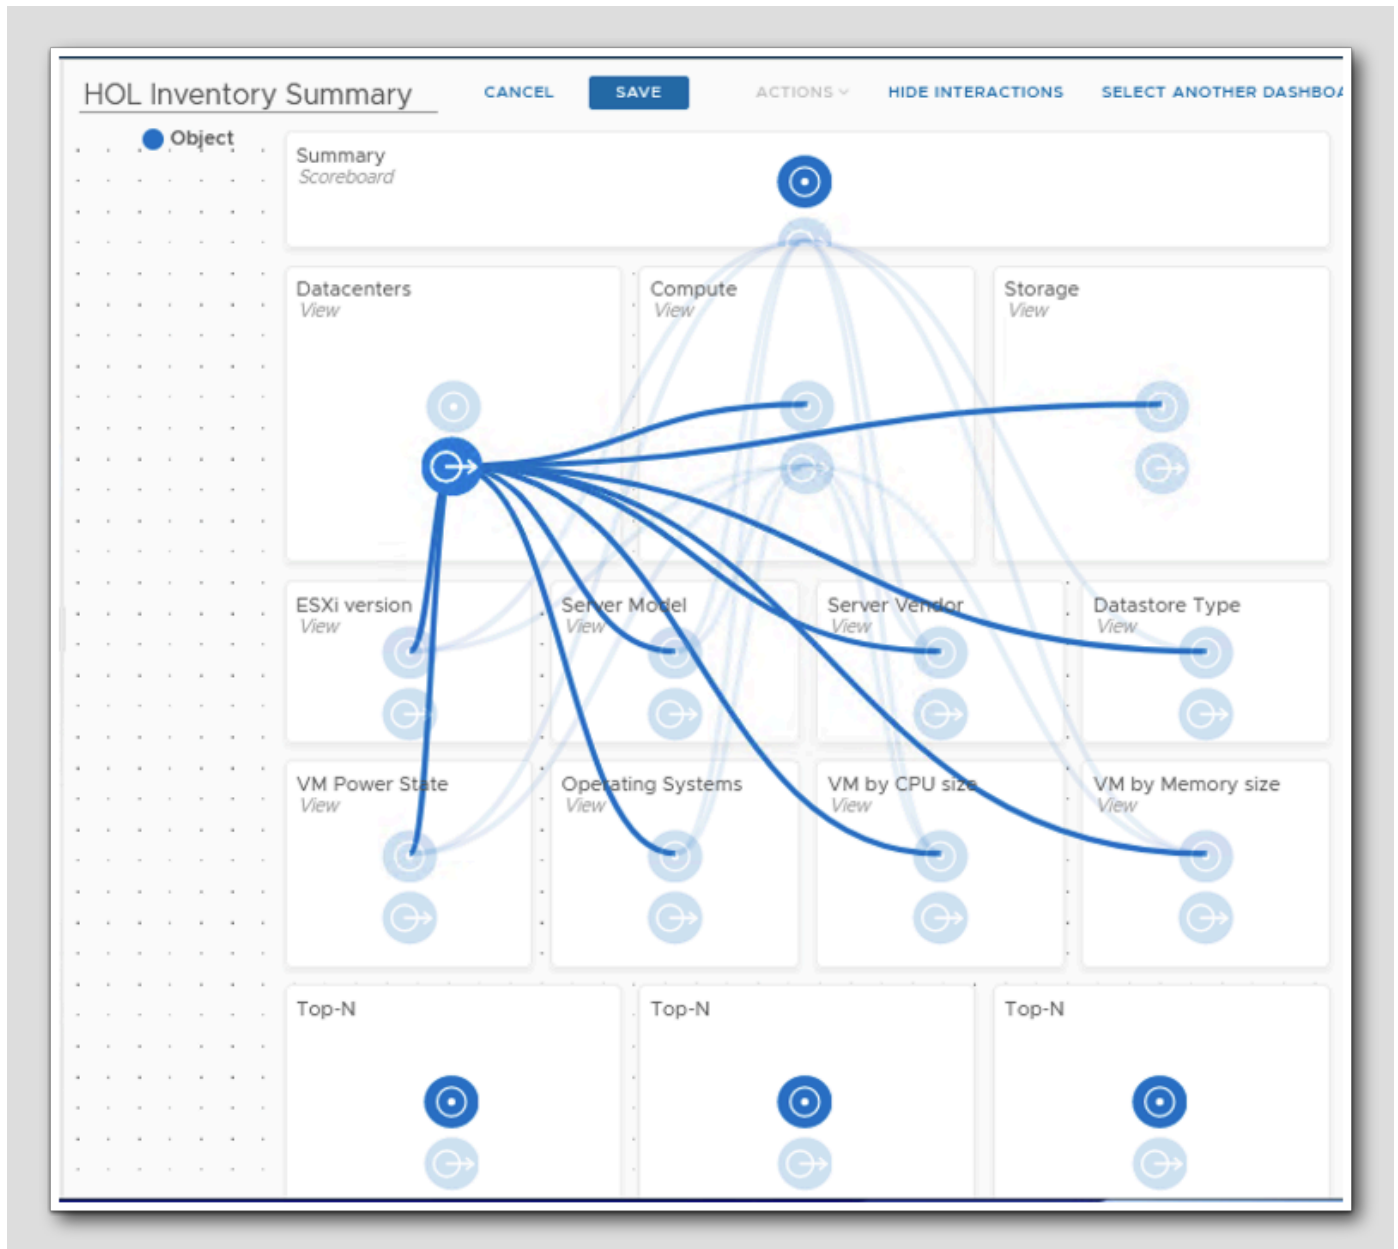 HOL Inventory Summary CANCEL SAVE ACTIONS HIDE INTERACTIONS SELECT ANOTHER DASHBOA
Object
Summary
Scoreboard
Datacenters Compute Storage
View View View
ESXi version Server Model Server Vendor Datastore Type
View View View View
VM Power State Operating Systems VM by CPU size VM by Memory size
View View View View
Top-N Top-N Top-N